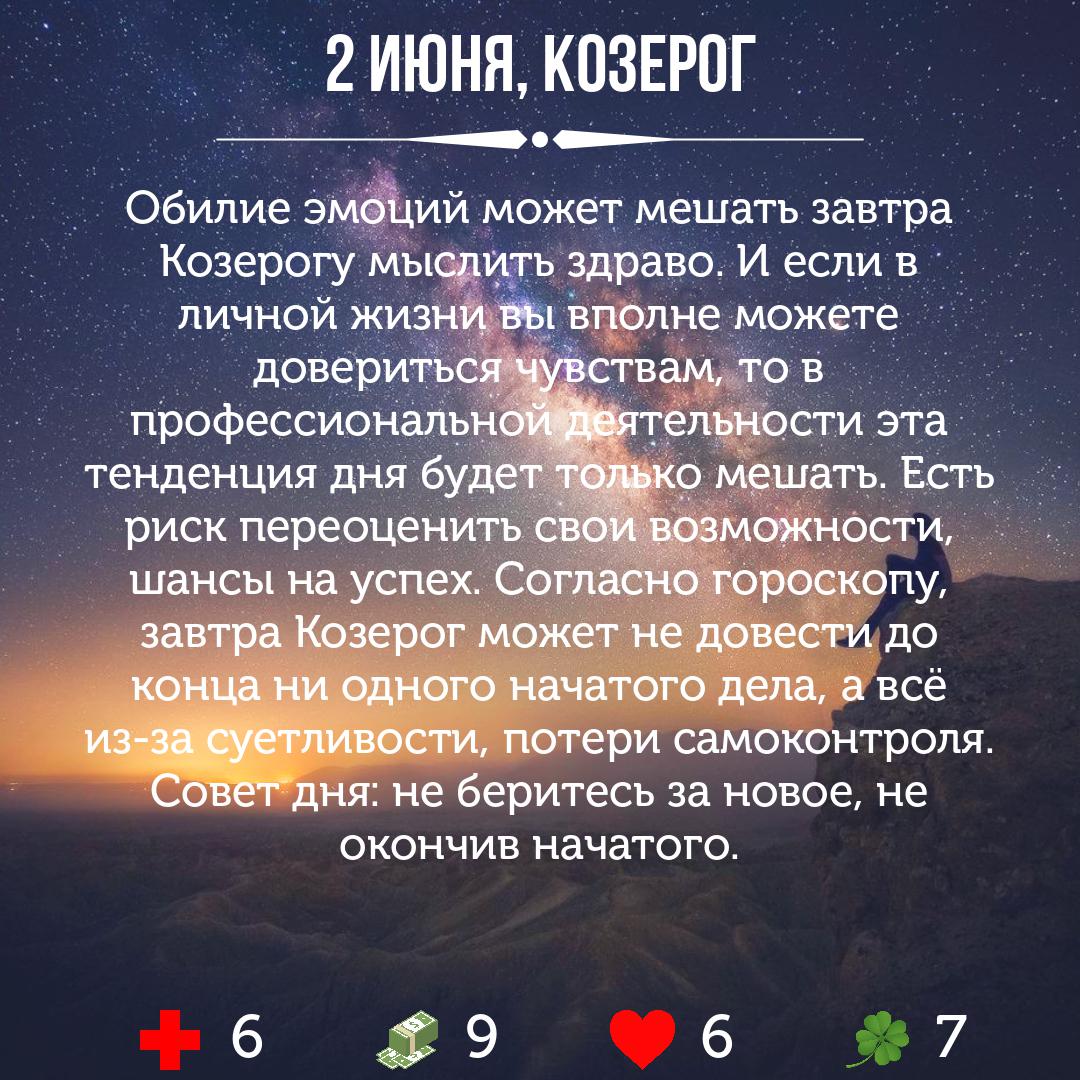 2 ИЮНЯ, КОЗЕРОГ
Обилие эмоций может мешать завтра
Козерогу мыслить здраво. И если в
личной жизни вы вполне можете
довериться чувствам, то в
профессиональной деятельности эта
тенденция дня будет только мешать. Есть
риск переоценить свои возможности,
шансы на успех. Согласно гороскопу,
завтра Козерог может не довести до
конца ни одного начатого дела, а всё
из-за суетливости, потери самоконтроля.
Совет дня: не беритесь за новое, не
окончив начатого.
6 9 6 7